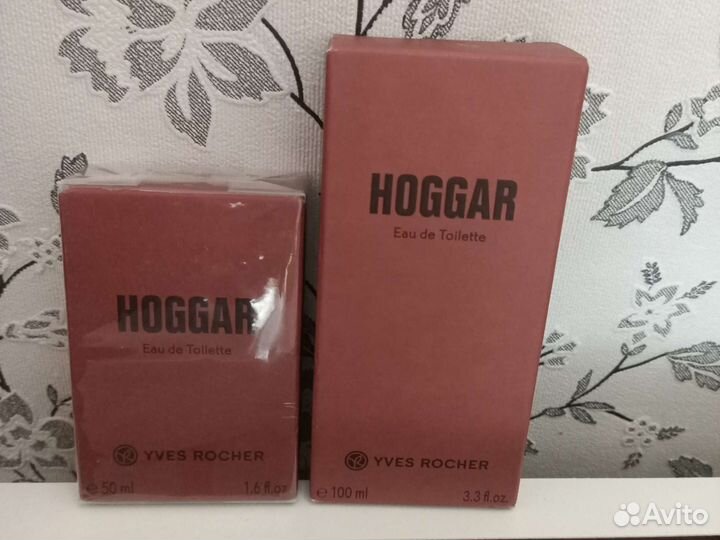 HOGGAR
Eau de Toilette
YVES ROCHER
e 50 ml 1.6 fl.oz
HOGGAR
Eau de Toilette
YVES ROCHER
e 100 ml 3.3 fl.oz.
Avito